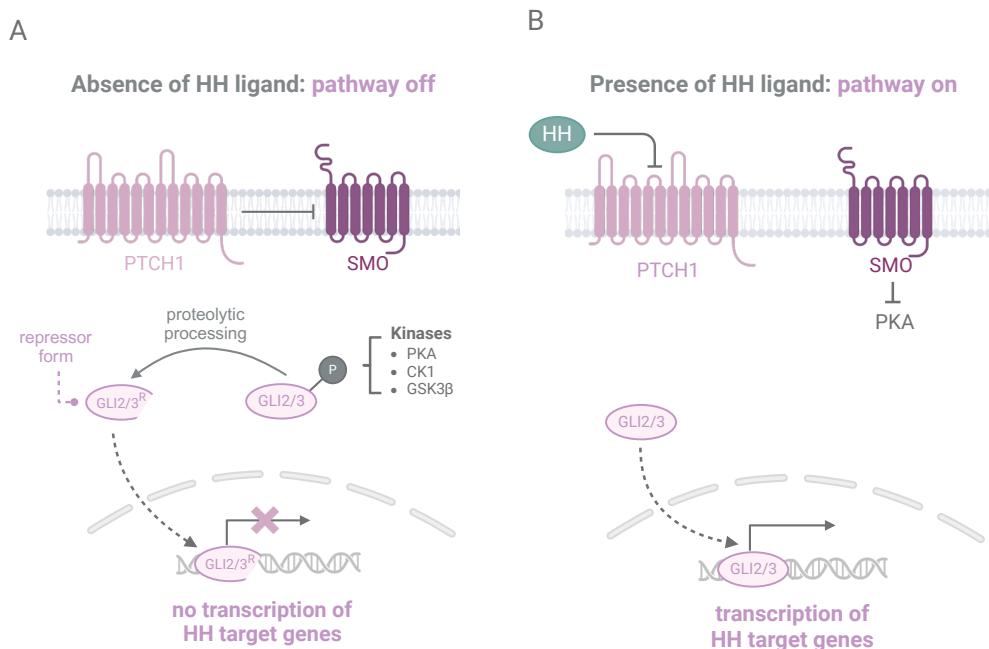 A
Absence of HH ligand: pathway off
PTCH1
SMO
proteolytic
processing
repressor
form
Kinases
• PKA
• CK1
• GSK3β
P
GLI2/3R
GLI2/3
GLI2/3R
no transcription of
HH target genes
B
Presence of HH ligand: pathway on
HH
PTCH1
SMO
PKA
GLI2/3
GLI2/3
transcription of
HH target genes